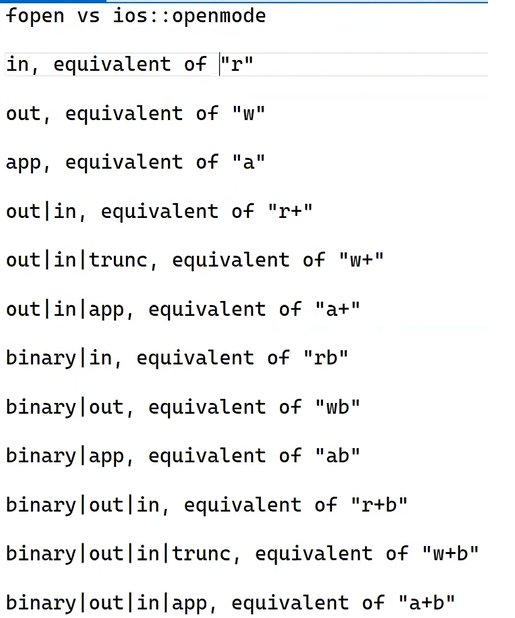 fopen vs ios::openmode
in, equivalent of "r"
out, equivalent of "w"
app, equivalent of "a"
out|in, equivalent of "r+"
out|in|trunc, equivalent of "w+"
out|in|app, equivalent of "a+"
binary|in, equivalent of "rb"
binary|out, equivalent of "wb"
binary|app, equivalent of "ab"
binary|out|in, equivalent of "r+b"
binary|out|in|trunc, equivalent of "w+b"
binary|out|in|app, equivalent of "a+b"